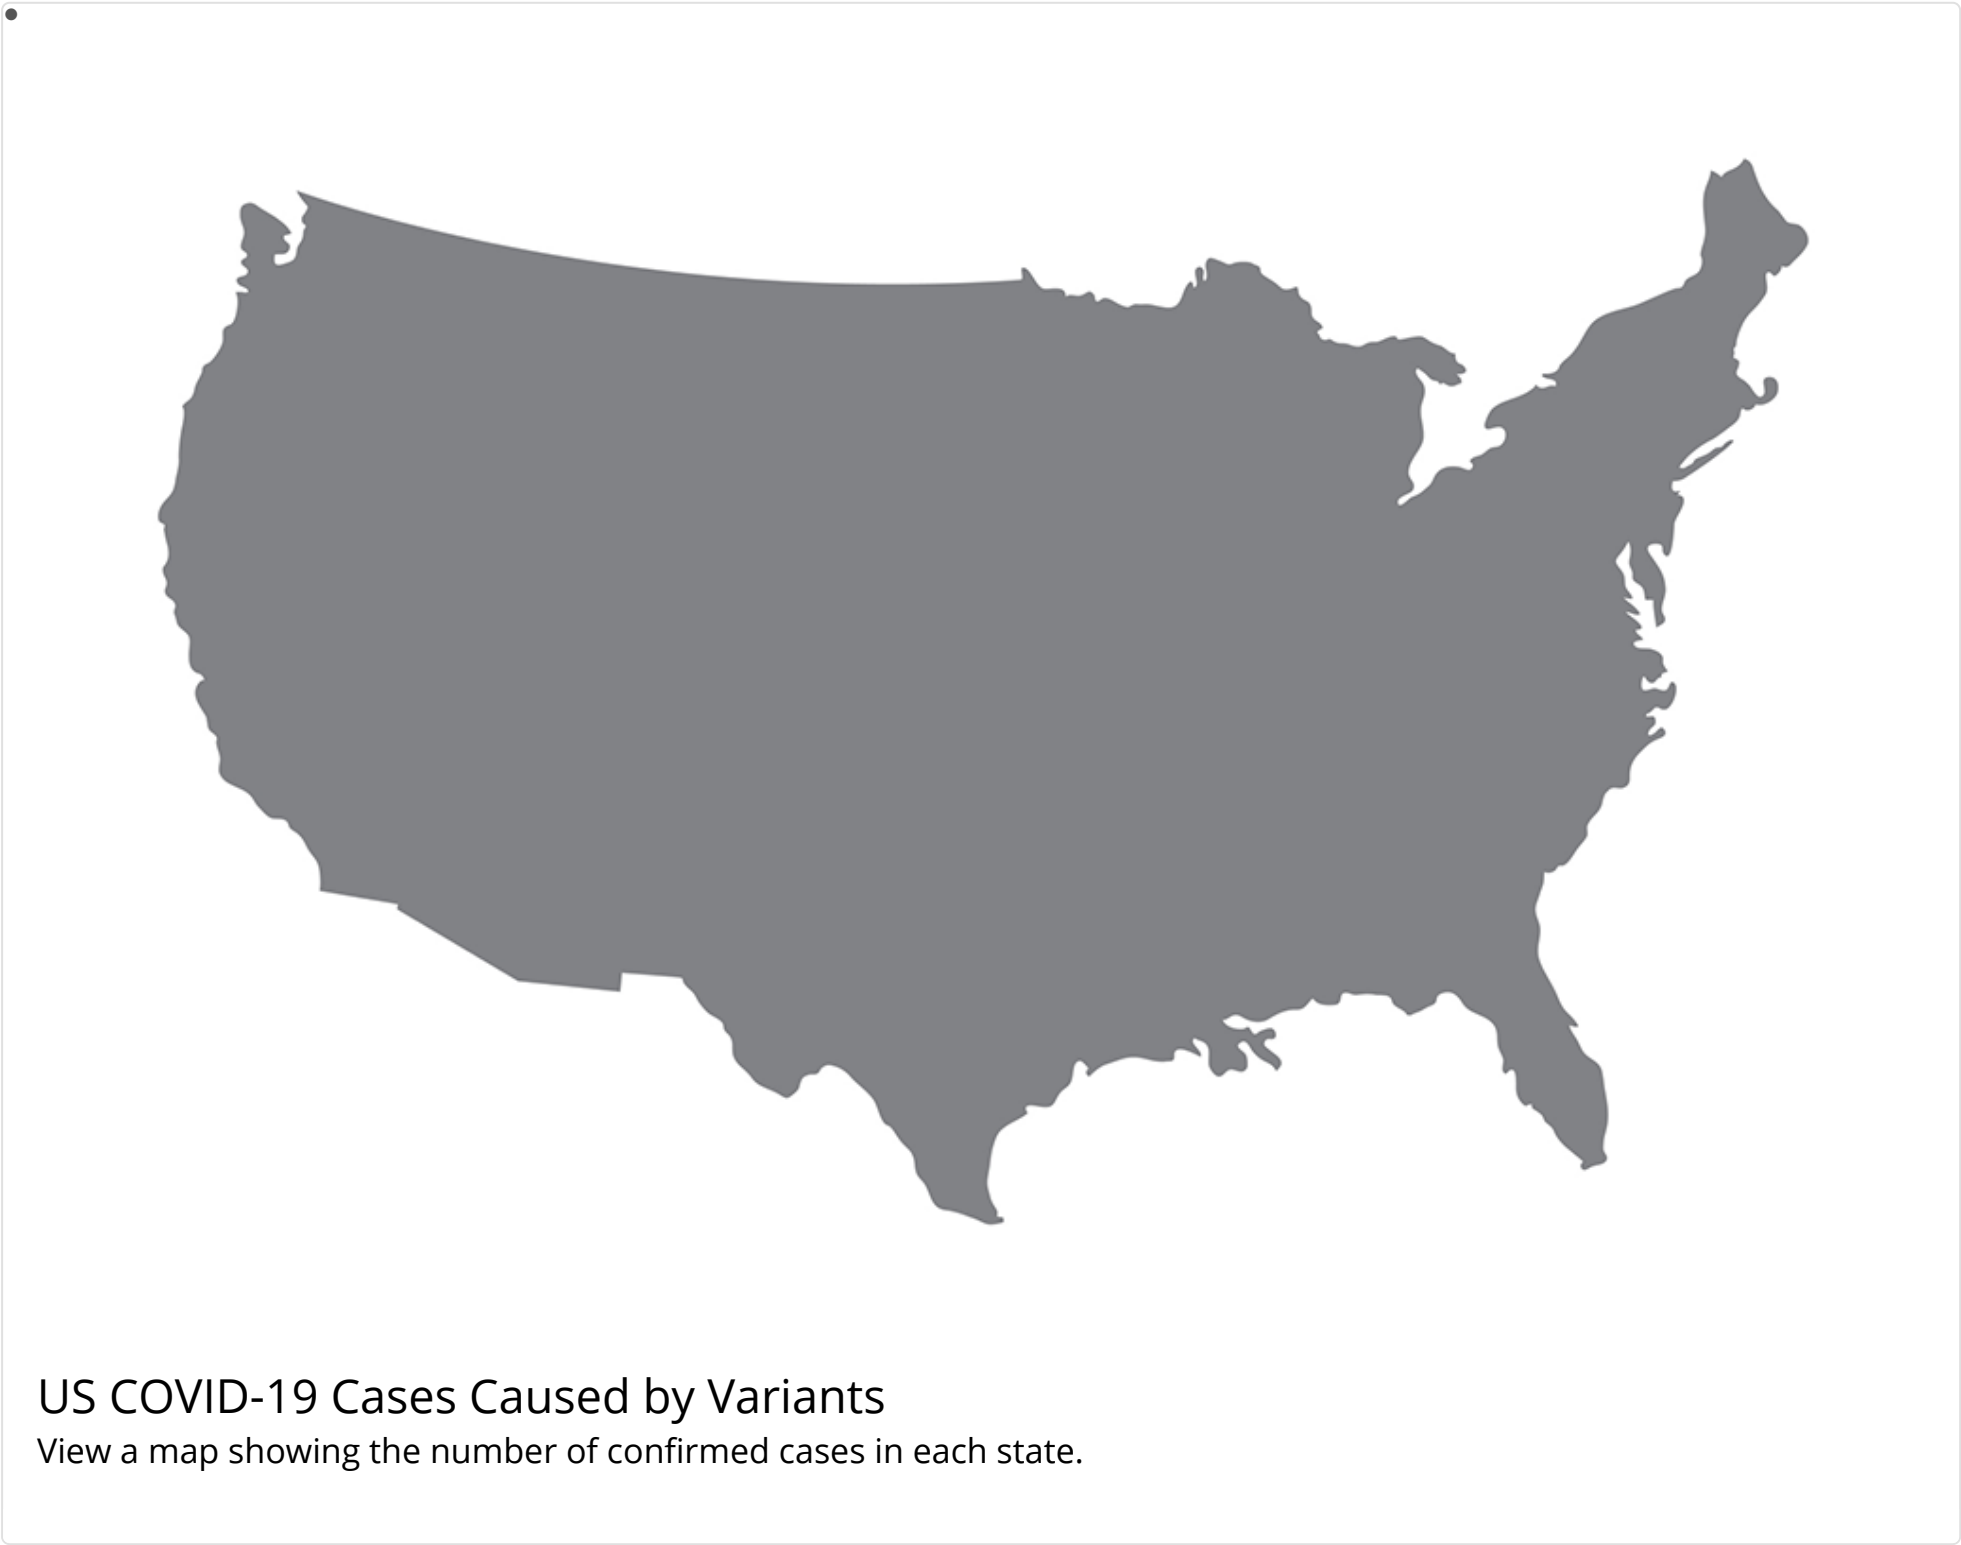 US COVID-19 Cases Caused by Variants
View a map showing the number of confirmed cases in each state.